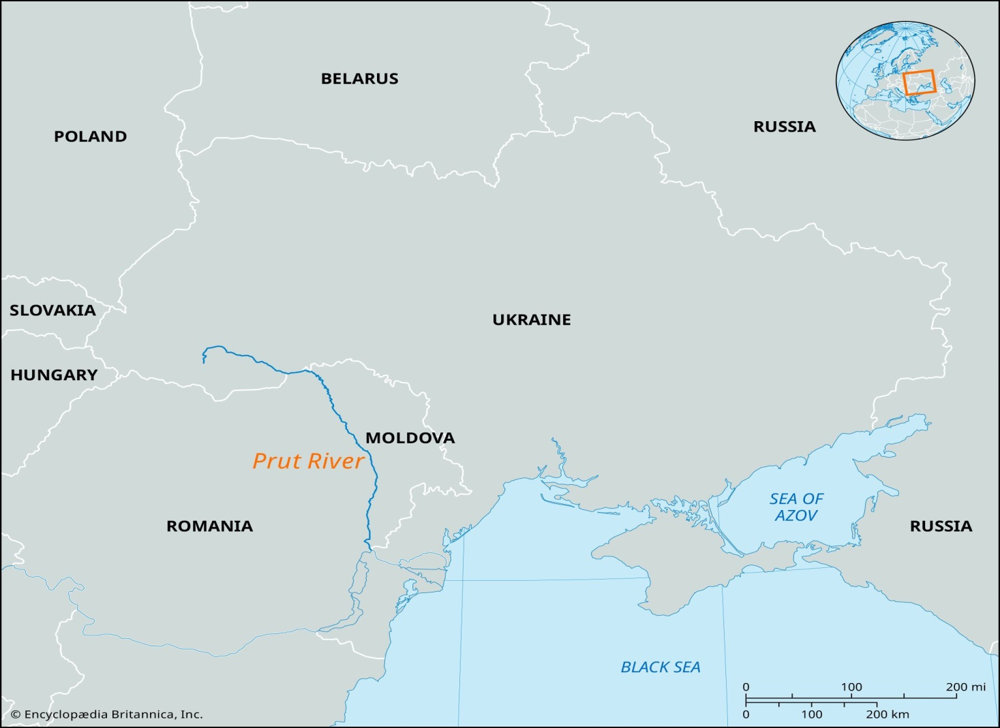 BELARUS
POLAND
RUSSIA
SLOVAKIA
UKRAINE
HUNGARY
MOLDOVA
Prut River
SEA OF
AZOV
ROMANIA
RUSSIA
BLACK SEA
0 100 200 mi
0 100 200 km
© Encyclopædia Britannica, Inc.